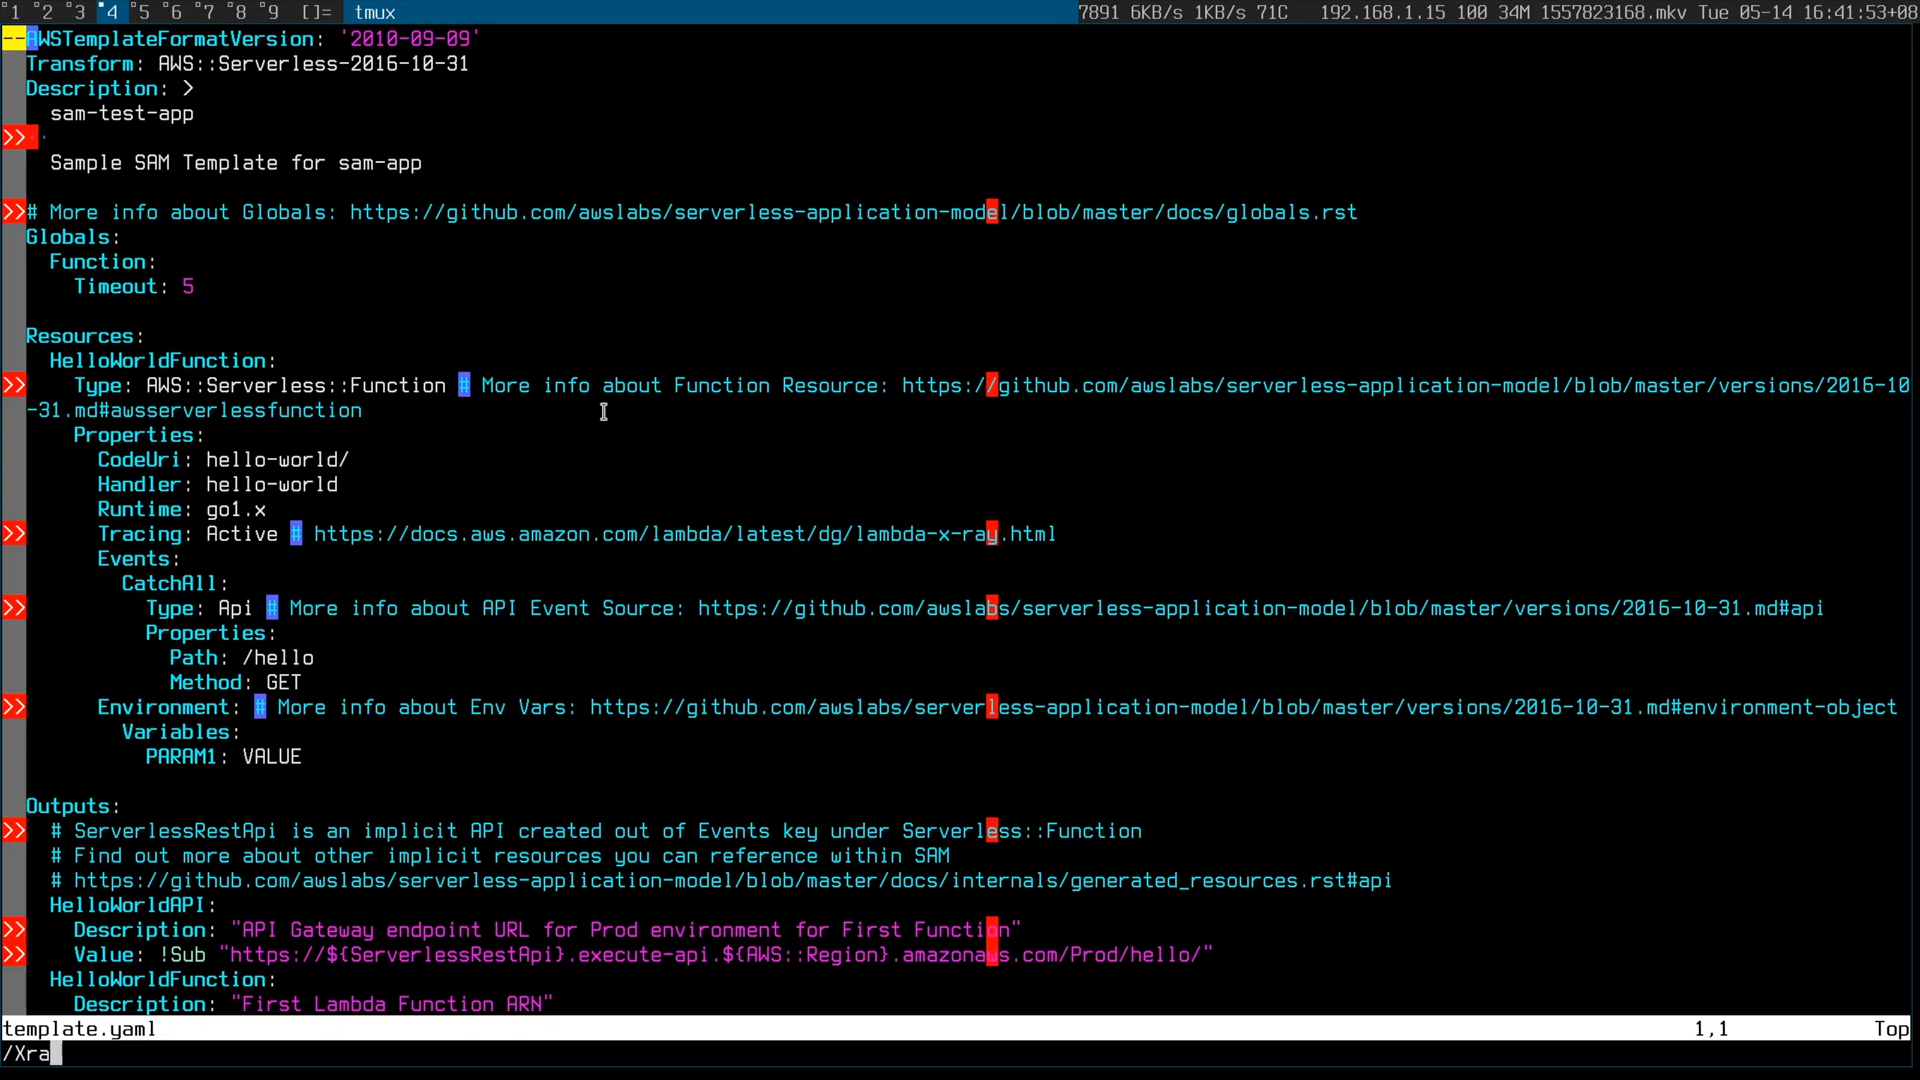 1 2 3 4 5 6 7 8 9 []= tmux 7891 6KB/s 1KB/s 71C 192.168.1.15 100 34M 1557823168.mkv Tue 05-14 16:41:53+08
--AWSTemplateFormatVersion: '2010-09-09'
Transform: AWS::Serverless-2016-10-31
Description: >
sam-test-app
>>
Sample SAM Template for sam-app
>># More info about Globals: https://github.com/awslabs/serverless-application-model/blob/master/docs/globals.rst
Globals:
Function:
Timeout: 5
Resources:
HelloWorldFunction:
>> Type: AWS::Serverless::Function # More info about Function Resource: https://github.com/awslabs/serverless-application-model/blob/master/versions/2016-10
-31.md#awsserverlessfunction
Properties:
CodeUri: hello-world/
Handler: hello-world
Runtime: go1.x
>> Tracing: Active # https://docs.aws.amazon.com/lambda/latest/dg/lambda-x-ray.html
Events:
CatchAll:
>> Type: Api # More info about API Event Source: https://github.com/awslabs/serverless-application-model/blob/master/versions/2016-10-31.md#api
Properties:
Path: /hello
Method: GET
>> Environment: # More info about Env Vars: https://github.com/awslabs/serverless-application-model/blob/master/versions/2016-10-31.md#environment-object
Variables:
PARAM1: VALUE
Outputs:
>> # ServerlessRestApi is an implicit API created out of Events key under Serverless::Function
# Find out more about other implicit resources you can reference within SAM
# https://github.com/awslabs/serverless-application-model/blob/master/docs/internals/generated_resources.rst#api
HelloWorldAPI:
>> Description: "API Gateway endpoint URL for Prod environment for First Function"
>> Value: !Sub "https://${ServerlessRestApi}.execute-api.${AWS::Region}.amazonaws.com/Prod/hello/"
HelloWorldFunction:
Description: "First Lambda Function ARN"
template.yaml 1,1 Top
/Xra